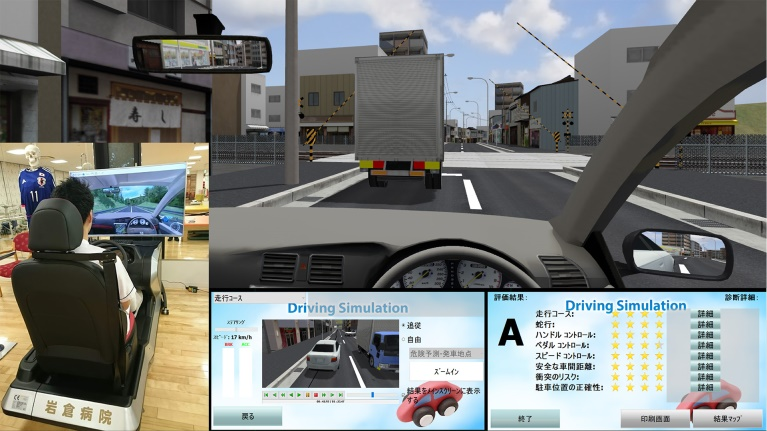 寿し
11
岩倉病院
走行コース
Driving Simulation
ステアリング
スピード: 17 km/h
追従
自由
危険予測・発車地点
ズームイン
結果をメインスクリーンに表示する
戻る
評価結果:
Driving Simulation
診断詳細:
A
走行コース:
詳細
蛇行:
詳細
ハンドル コントロール:
詳細
ペダル コントロール:
詳細
スピード コントロール:
詳細
安全な車間距離:
詳細
衝突のリスク:
詳細
駐車位置の正確性:
詳細
終了
印刷画面
結果マップ